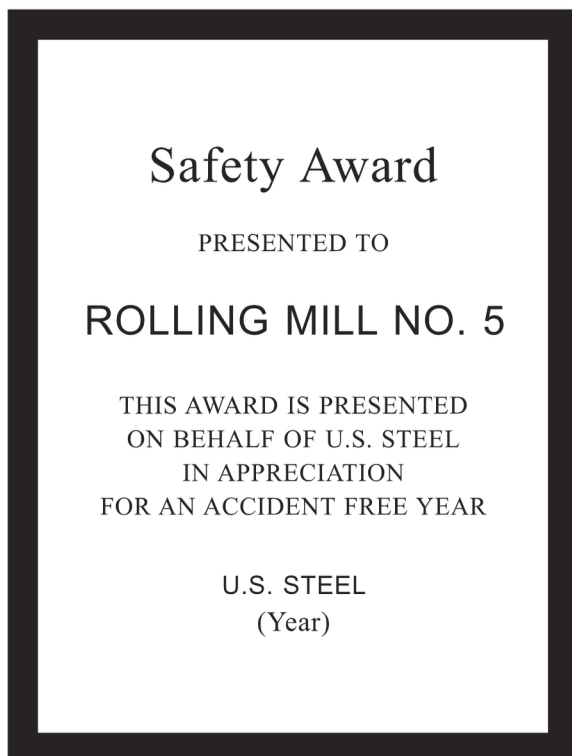 Safety Award
PRESENTED TO
ROLLING MILL NO. 5
THIS AWARD IS PRESENTED
ON BEHALF OF U.S. STEEL
IN APPRECIATION
FOR AN ACCIDENT FREE YEAR
U.S. STEEL
(Year)